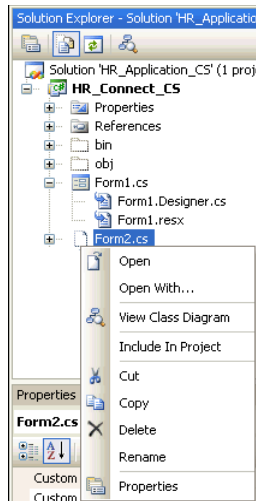 Solution Explorer - Solution 'HR_Applicatio
Solution 'HR_Application_CS' (1 proj
HR_Connect_CS
Properties
References
bin
obj
Form1.cs
Form1.Designer.cs
Form1.resx
Form2.cs
Open
Open With...
View Class Diagram
Include In Project
Cut
Copy
Delete
Rename
Properties
Properties
Form2.cs
Custom
Custom